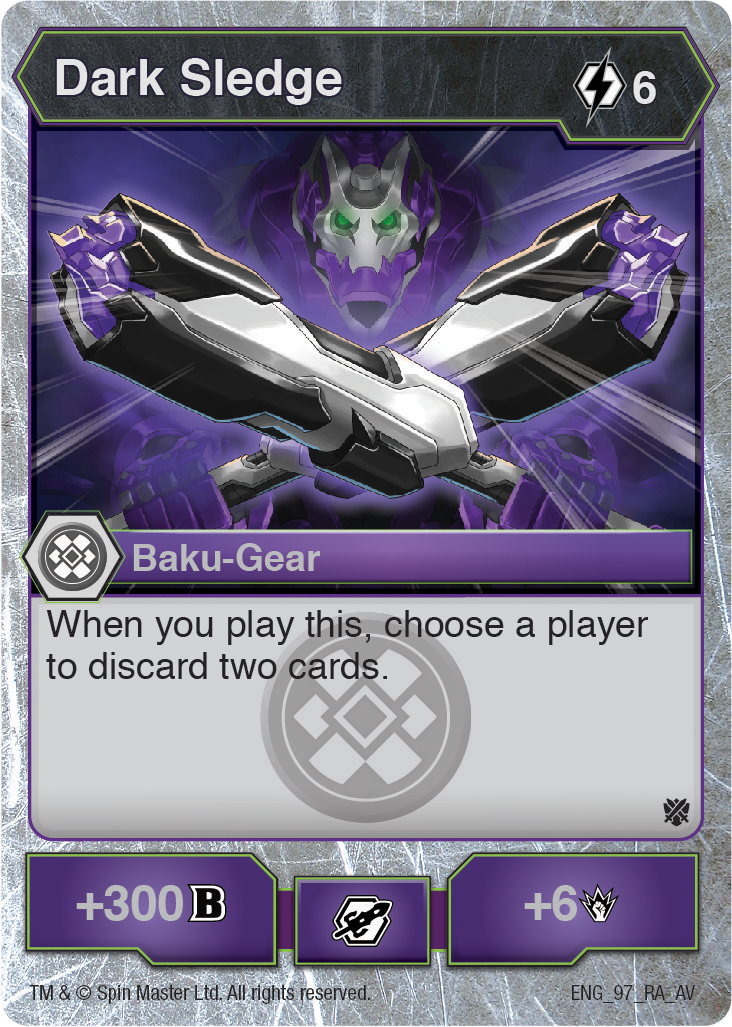 Dark Sledge
6
Baku-Gear
When you play this, choose a player
to discard two cards.
+300 B
+6
TM & © Spin Master Ltd. All rights reserved.
ENG_97_RA_AV